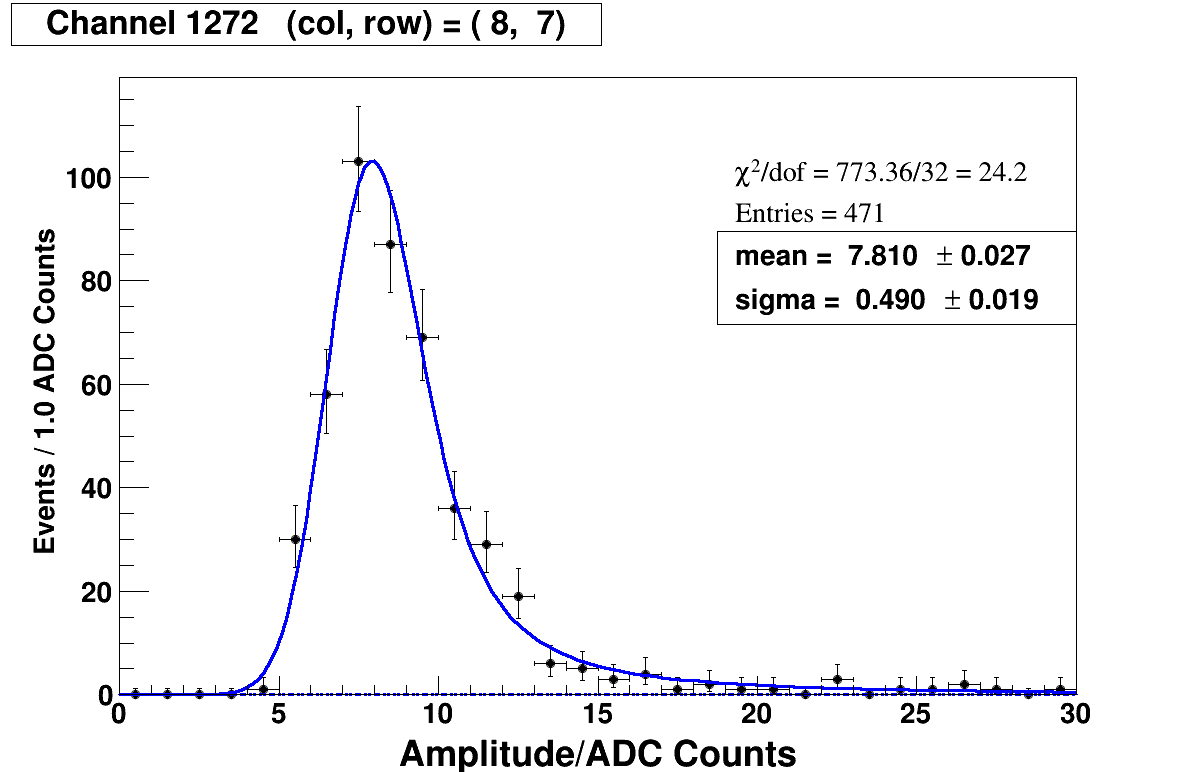 Channel 1272 (col, row) = ( 8, 7)
χ²/dof = 773.36/32 = 24.2
Entries = 471
mean = 7.810 ± 0.027
sigma = 0.490 ± 0.019
Events / 1.0 ADC Counts
100
80
60
40
20
0
0 5 10 15 20 25 30
Amplitude/ADC Counts